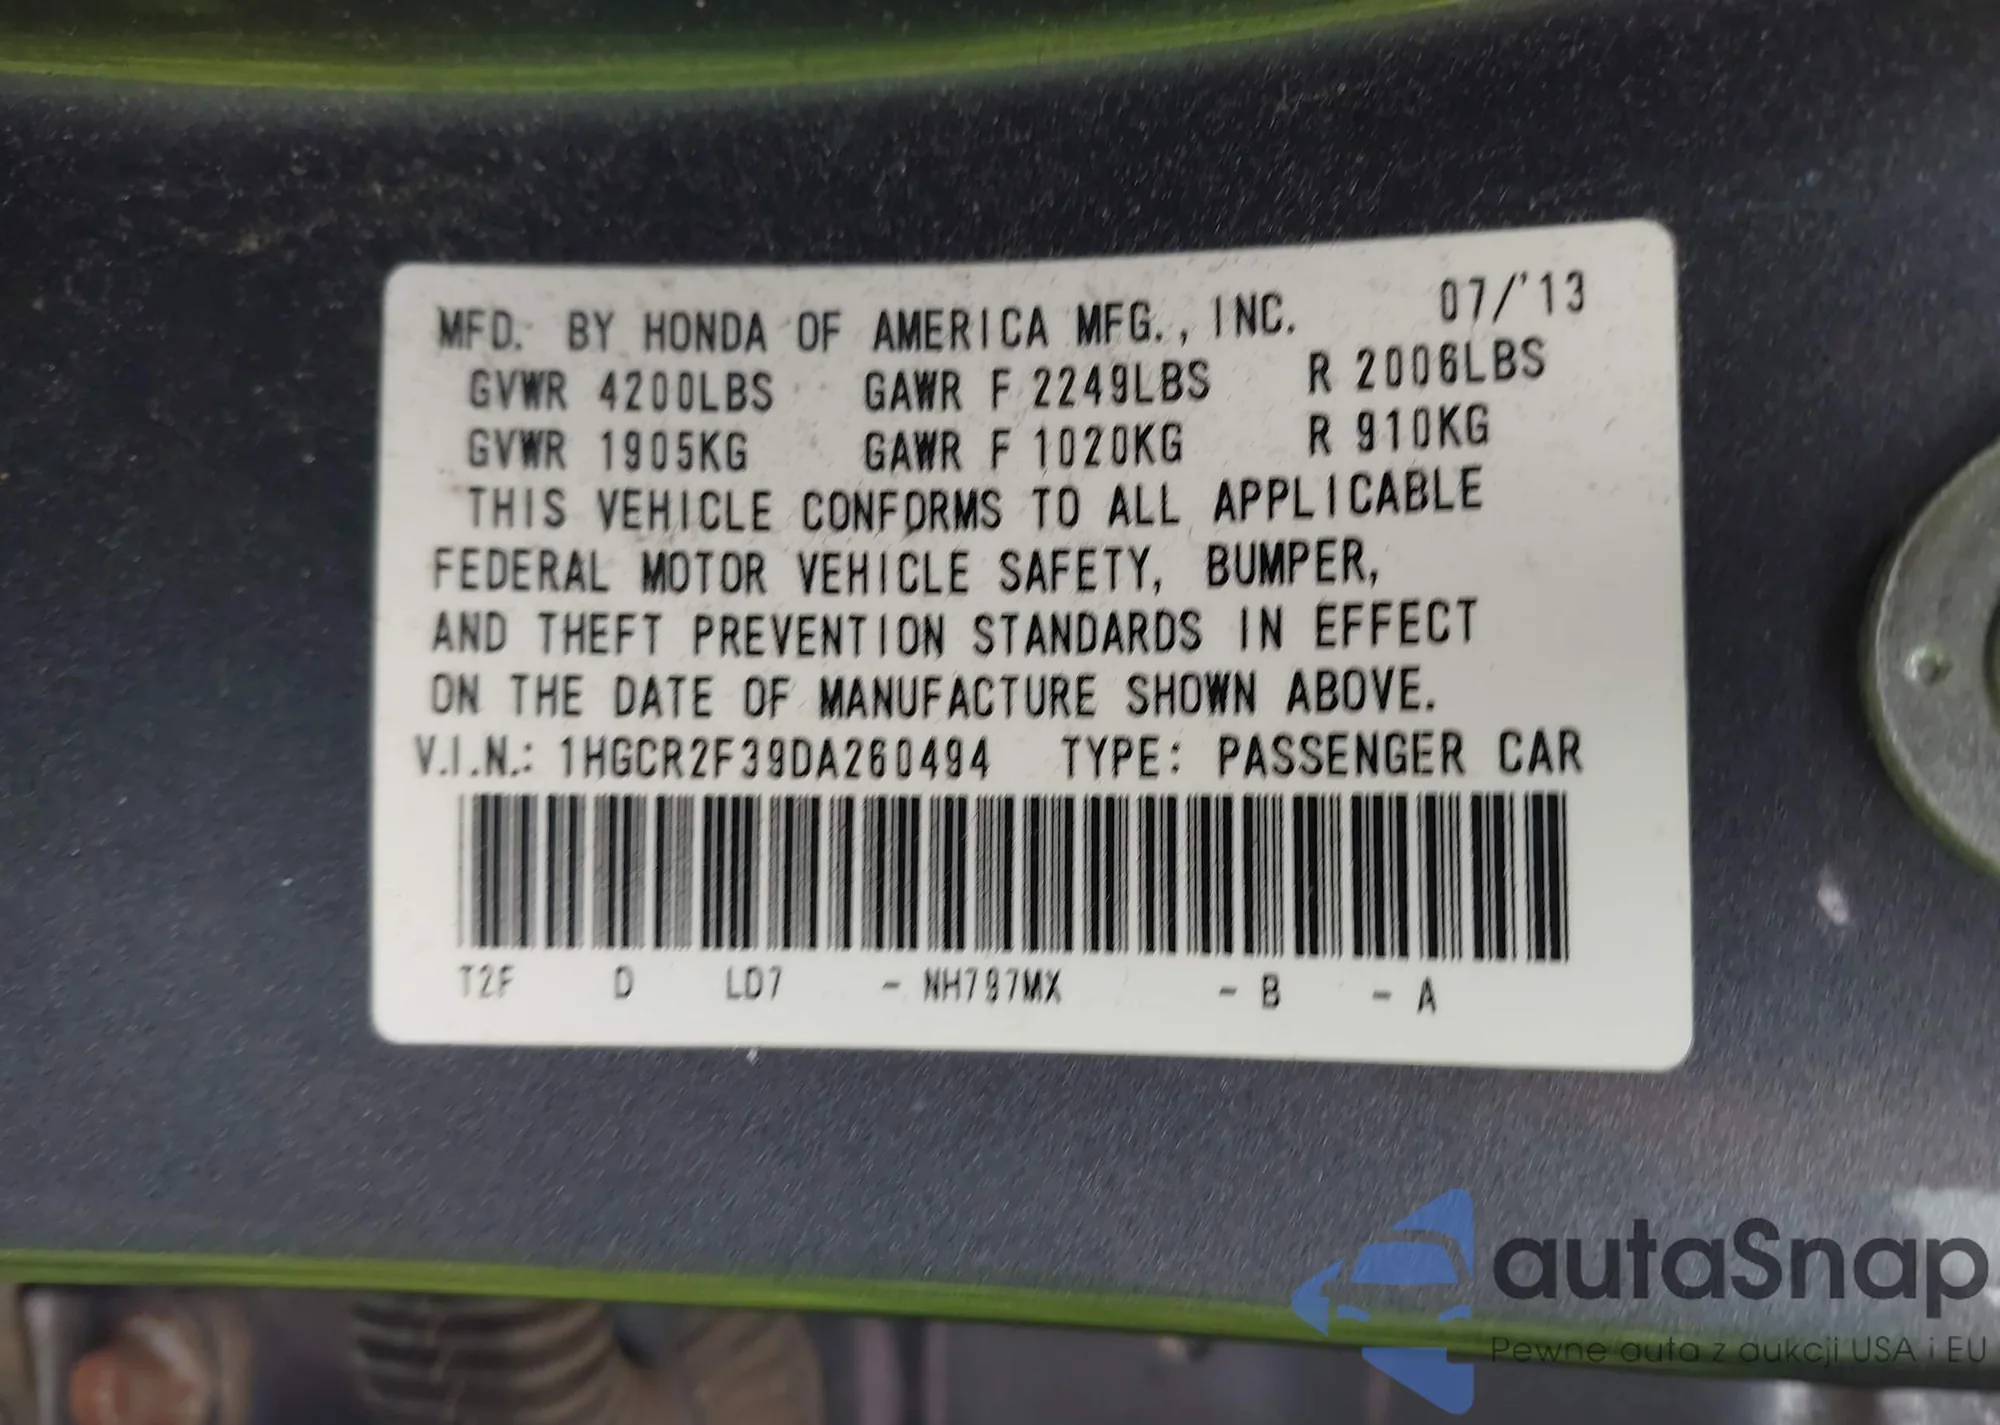 MFD. BY HONDA OF AMERICA MFG., INC. 07/'13
GVWR 4200LBS GAWR F 2249LBS R 2006LBS
GVWR 1905KG GAWR F 1020KG R 910KG
THIS VEHICLE CONFORMS TO ALL APPLICABLE
FEDERAL MOTOR VEHICLE SAFETY, BUMPER,
AND THEFT PREVENTION STANDARDS IN EFFECT
ON THE DATE OF MANUFACTURE SHOWN ABOVE.
V.I.N.: 1HGCR2F39DA260494 TYPE: PASSENGER CAR
T2F D LD7 - NH797MX - B - A
autaSnap
Pewne auta z aukcji USA i EU